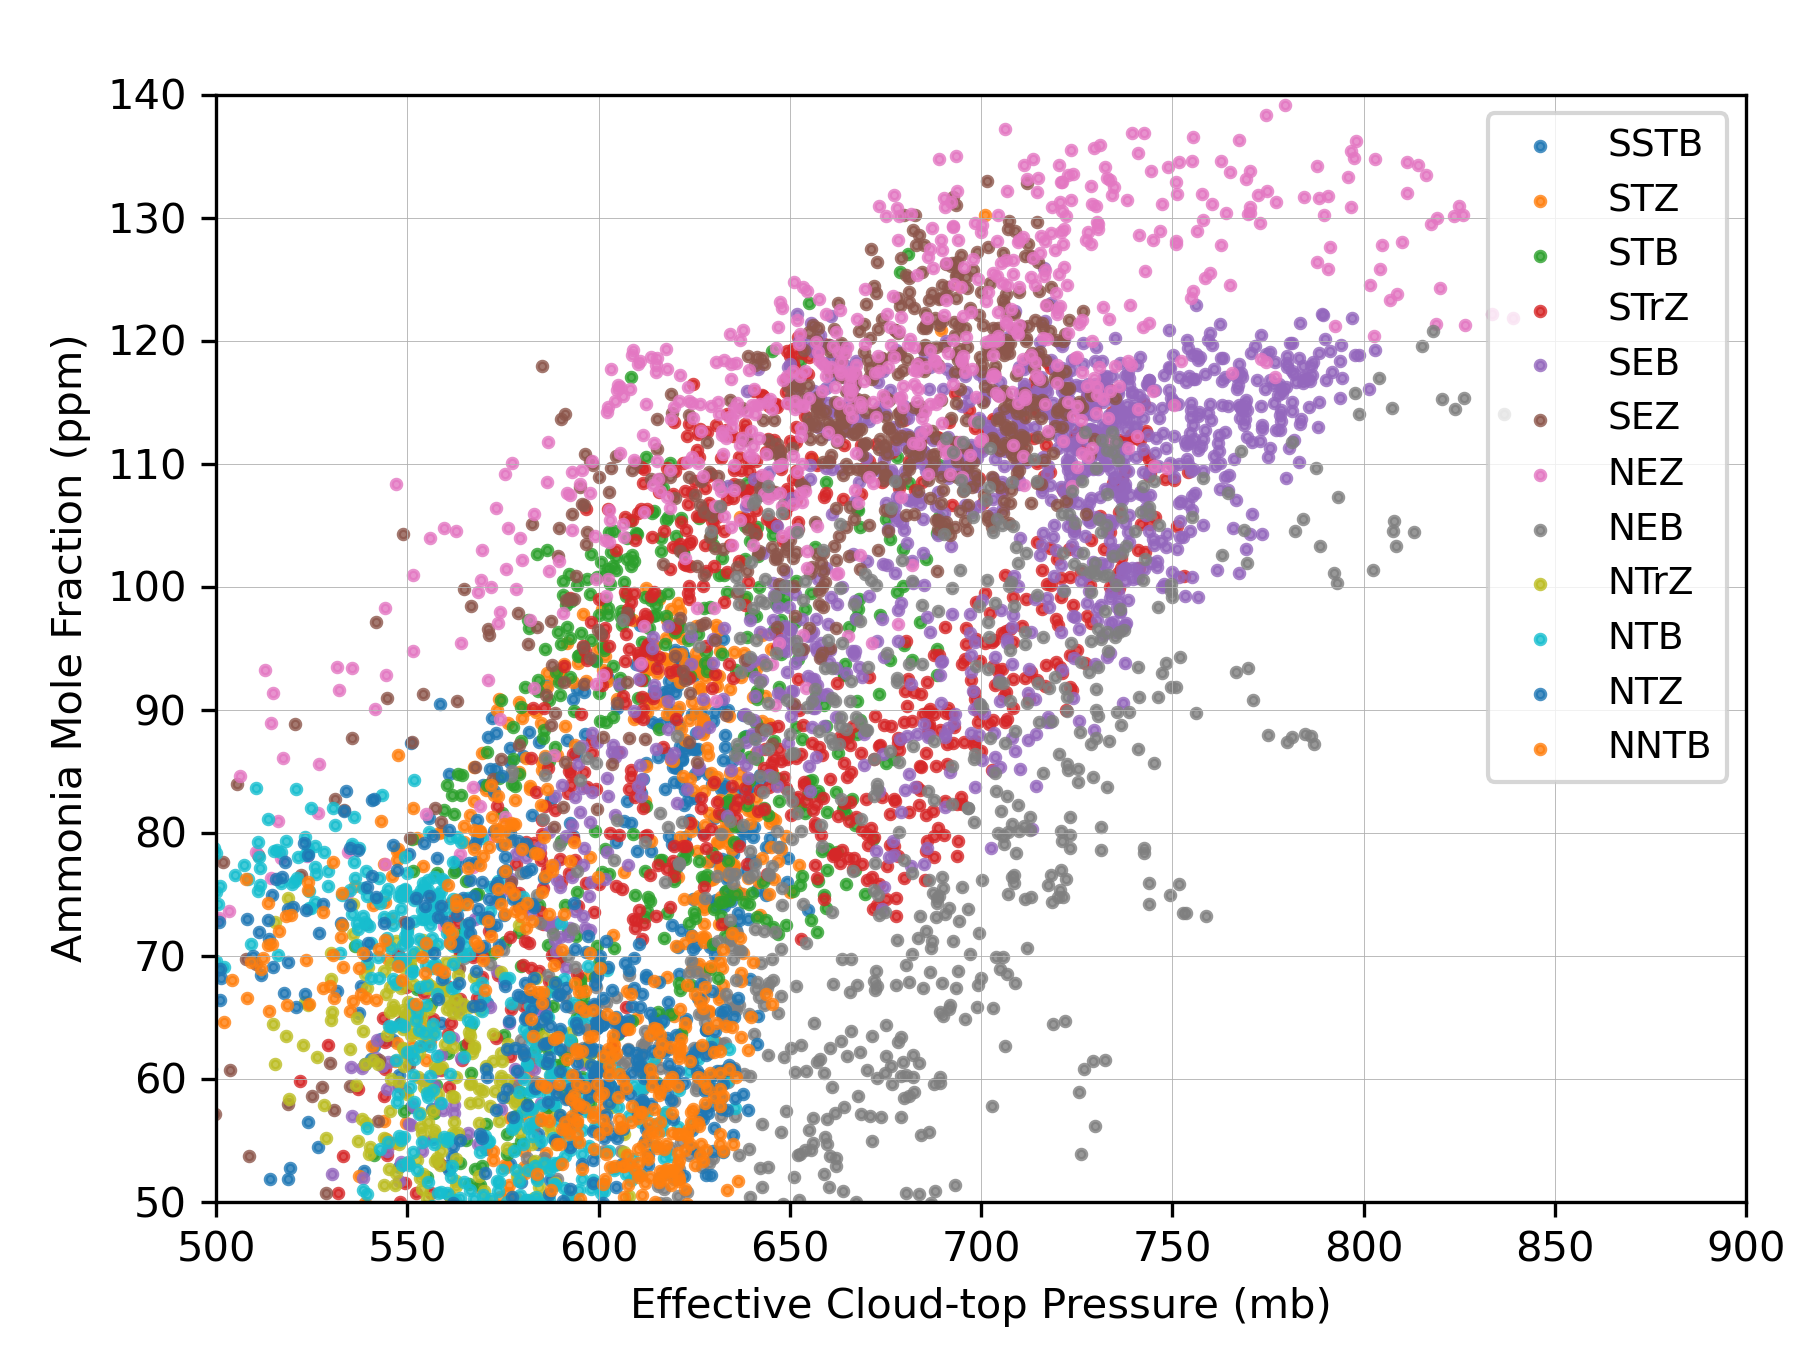 140
130
120
110
100
90
80
70
60
50
Ammonia Mole Fraction (ppm)
500 550 600 650 700 750 800 850 900
Effective Cloud-top Pressure (mb)
SSTB
STZ
STB
STrZ
SEB
SEZ
NEZ
NEB
NTrZ
NTB
NTZ
NNTB